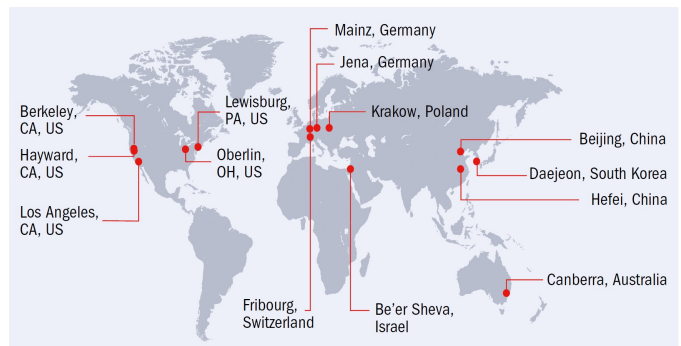 Mainz, Germany
Jena, Germany
Krakow, Poland
Lewisburg,
PA, US
Berkeley,
CA, US
Hayward,
CA, US
Oberlin,
OH, US
Los Angeles,
CA, US
Beijing, China
Daejeon, South Korea
Hefei, China
Canberra, Australia
Fribourg,
Switzerland
Be'er Sheva,
Israel